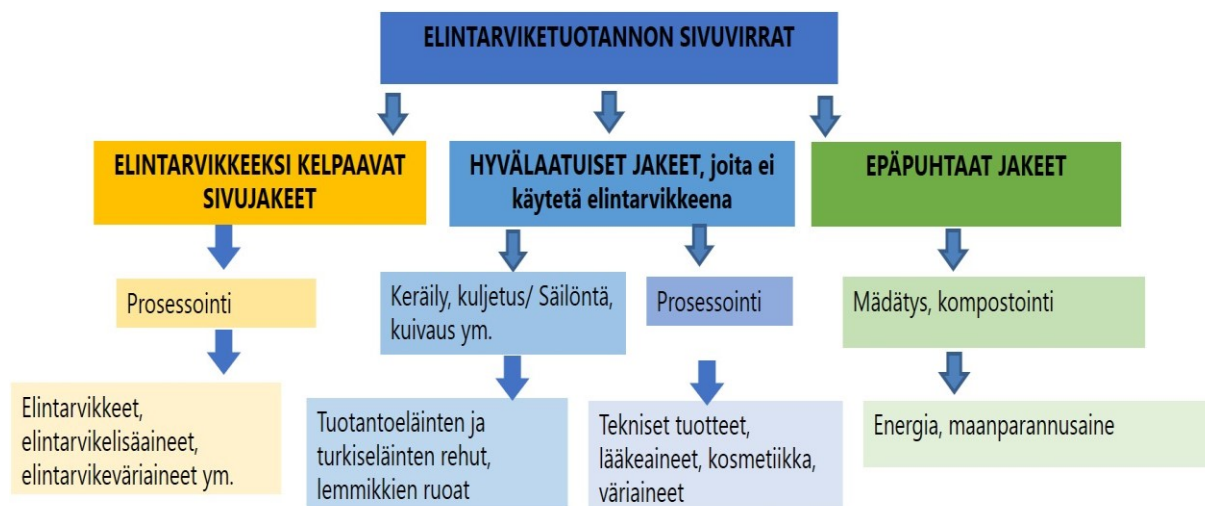 ELINTARVIKETUOTANNON SIVUVIRRAT
ELINTARVIKKEEKSI KELPAAVAT
SIVUJAKEET
HYVÄLAATUISET JAKEET, joita ei
käytetä elintarvikkeena
EPÄPUHTAAT JAKEET
Prosessointi
Keräily, kuljetus/ Säilöntä,
kuivaus ym.
Prosessointi
Mädätys, kompostointi
Elintarvikkeet,
elintarvikelisäaineet,
elintarvikeväriaineet ym.
Tuotantoeläinten ja
turkiseläinten rehut,
lemmikkien ruoat
Tekniset tuotteet,
lääkeaineet, kosmetiikka,
väriaineet
Energia, maanparannusaine